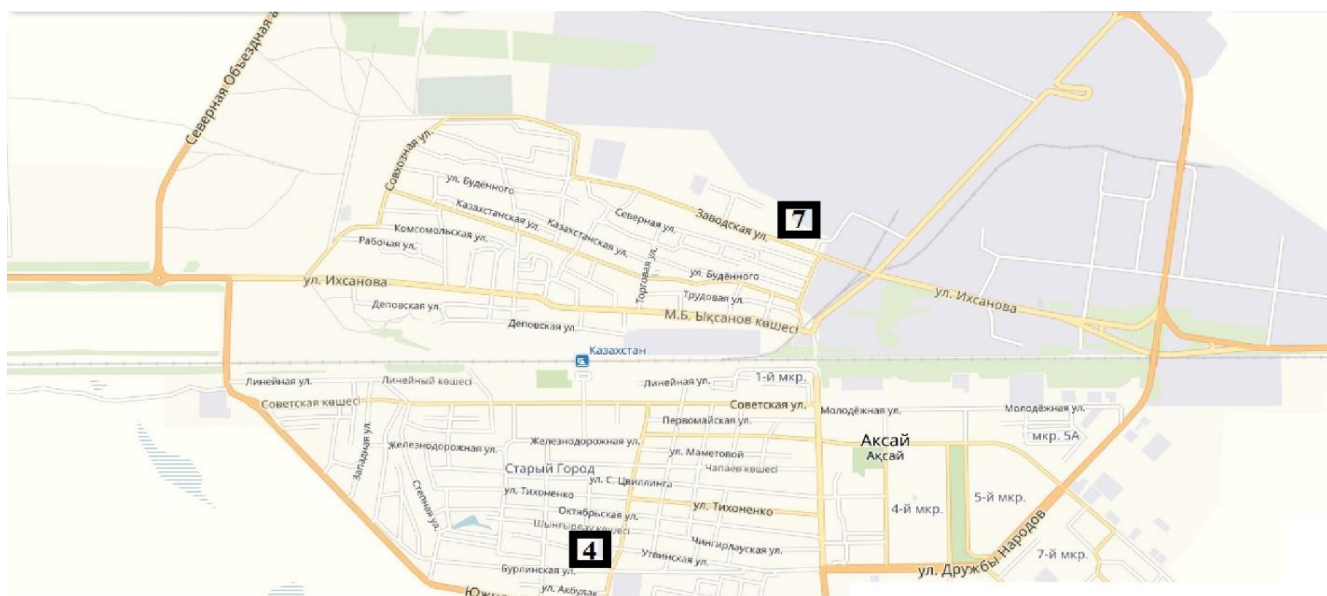 Северная Объездная а
Совхозная ул.
ул. Будённого
Казахстанская ул.
Казахстанская ул.
Северная ул.
Заводская ул.
7
Комсомольская ул.
Рабочая ул.
Торговая ул.
ул. Будённого
Трудовая ул.
ул. Ихсанова
ул. Ихсанова
Деповская ул.
Деповская ул.
М.Б. Ықсанов көшесі
Казахстан
Линейная ул.
Линейный көшесі
Линейная ул.
1-й мкр.
Советская көшесі
Советская ул.
Молодёжная ул.
Молодёжная ул.
Первомайская ул.
мкр. 5А
Западная ул.
Железнодорожная ул.
Железнодорожная ул.
Аксай
Ақсай
ул. Маметовой
Чапаев көшесі
Старый Город
ул. С. Цвиллинга
Степная ул.
ул. Тихоненко
ул. Тихоненко
5-й мкр.
4-й мкр.
Октябрьская ул.
Шыңғырлау көшесі
4
Чингирлауская ул.
Утвинская ул.
7-й мкр.
ул. Дружбы Народов
Бурлинская ул.
ул. Акбулак